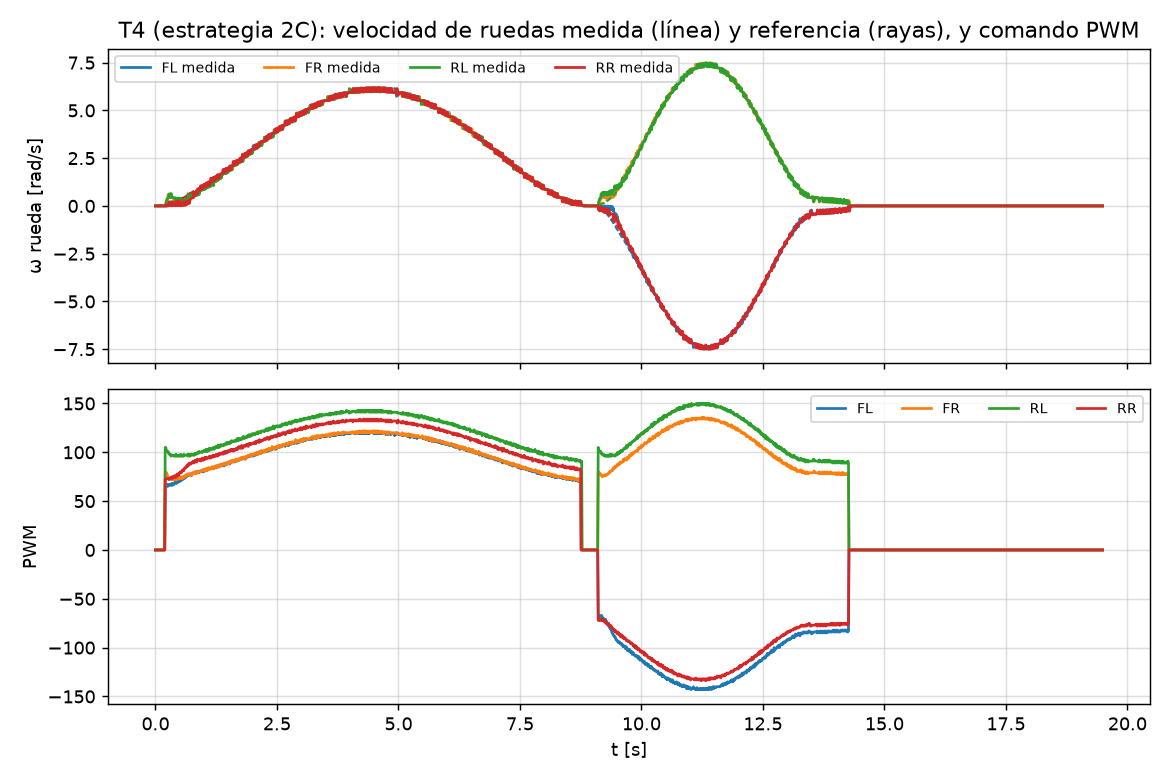 T4 (estrategia 2C): velocidad de ruedas medida (línea) y referencia (rayas), y comando PWM
FL medida FR medida RL medida RR medida
ω rueda [rad/s]
7.5
5.0
2.5
0.0
−2.5
−5.0
−7.5
FL FR RL RR
PWM
150
100
50
0
−50
−100
−150
0.0 2.5 5.0 7.5 10.0 12.5 15.0 17.5 20.0
t [s]